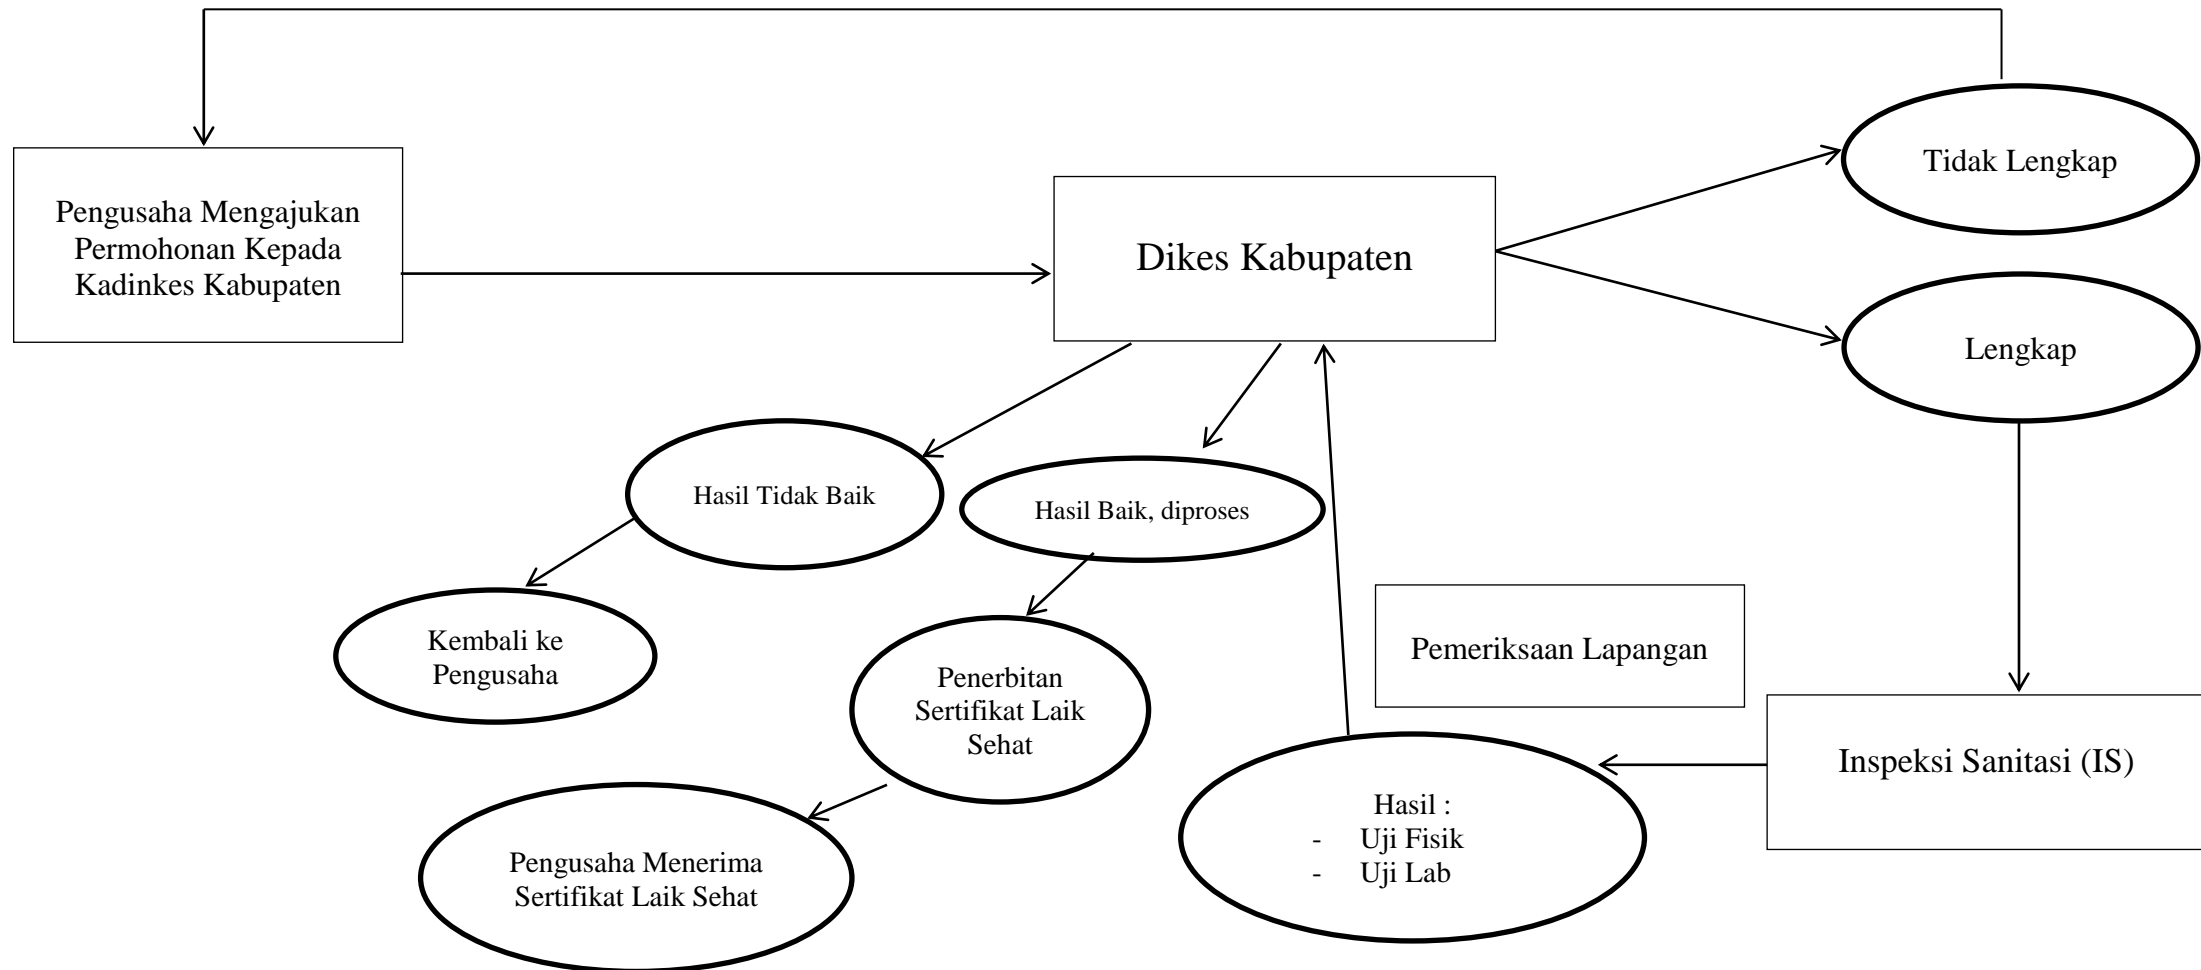 Tidak Lengkap
Pengusaha Mengajukan
Permohonan Kepada
Kadinkes Kabupaten
Dikes Kabupaten
Lengkap
Hasil Tidak Baik
Hasil Baik, diproses
Kembali ke
Pengusaha
Pemeriksaan Lapangan
Penerbitan
Sertifikat Laik
Sehat
Inspeksi Sanitasi (IS)
Hasil :
- Uji Fisik
- Uji Lab
Pengusaha Menerima
Sertifikat Laik Sehat